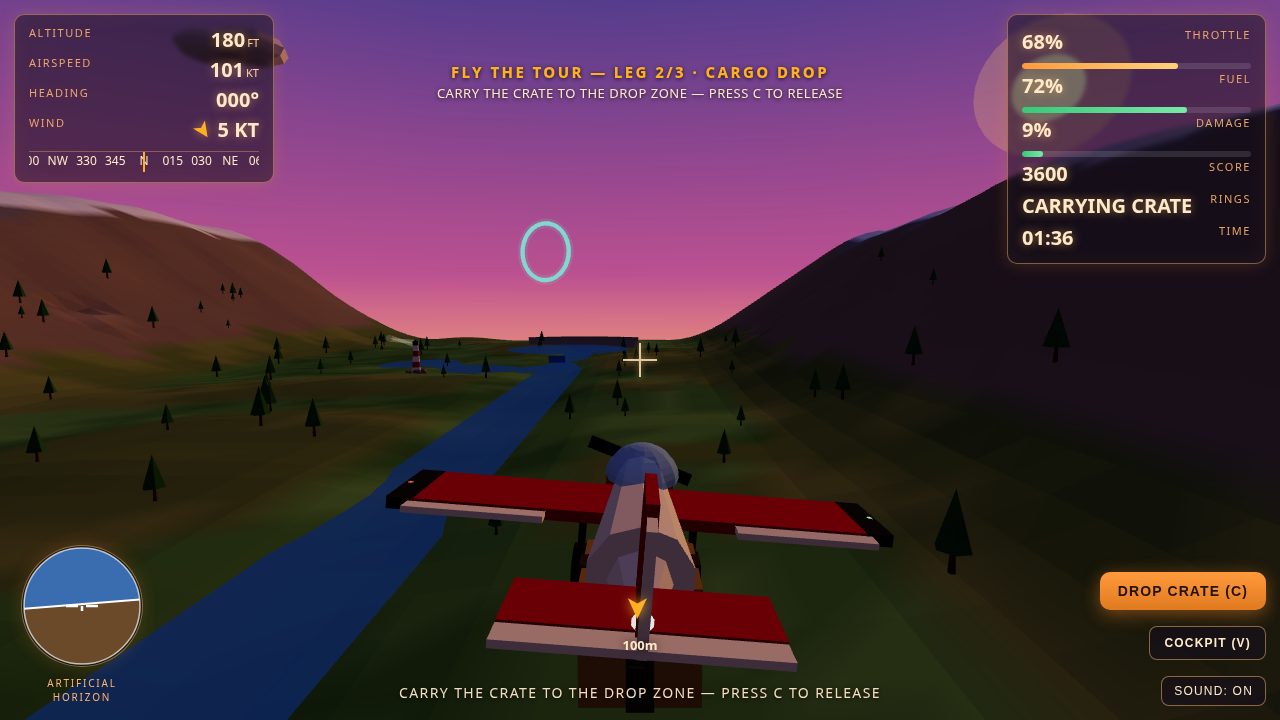 ALTITUDE 180 FT
AIRSPEED 101 KT
HEADING 000°
WIND 5 KT
NW 330 345 N 015 030 NE
FLY THE TOUR — LEG 2/3 · CARGO DROP
CARRY THE CRATE TO THE DROP ZONE — PRESS C TO RELEASE
68% THROTTLE
72% FUEL
9% DAMAGE
3600 SCORE
CARRYING CRATE RINGS
01:36 TIME
100m
ARTIFICIAL
HORIZON
CARRY THE CRATE TO THE DROP ZONE — PRESS C TO RELEASE
DROP CRATE (C)
COCKPIT (V)
SOUND: ON